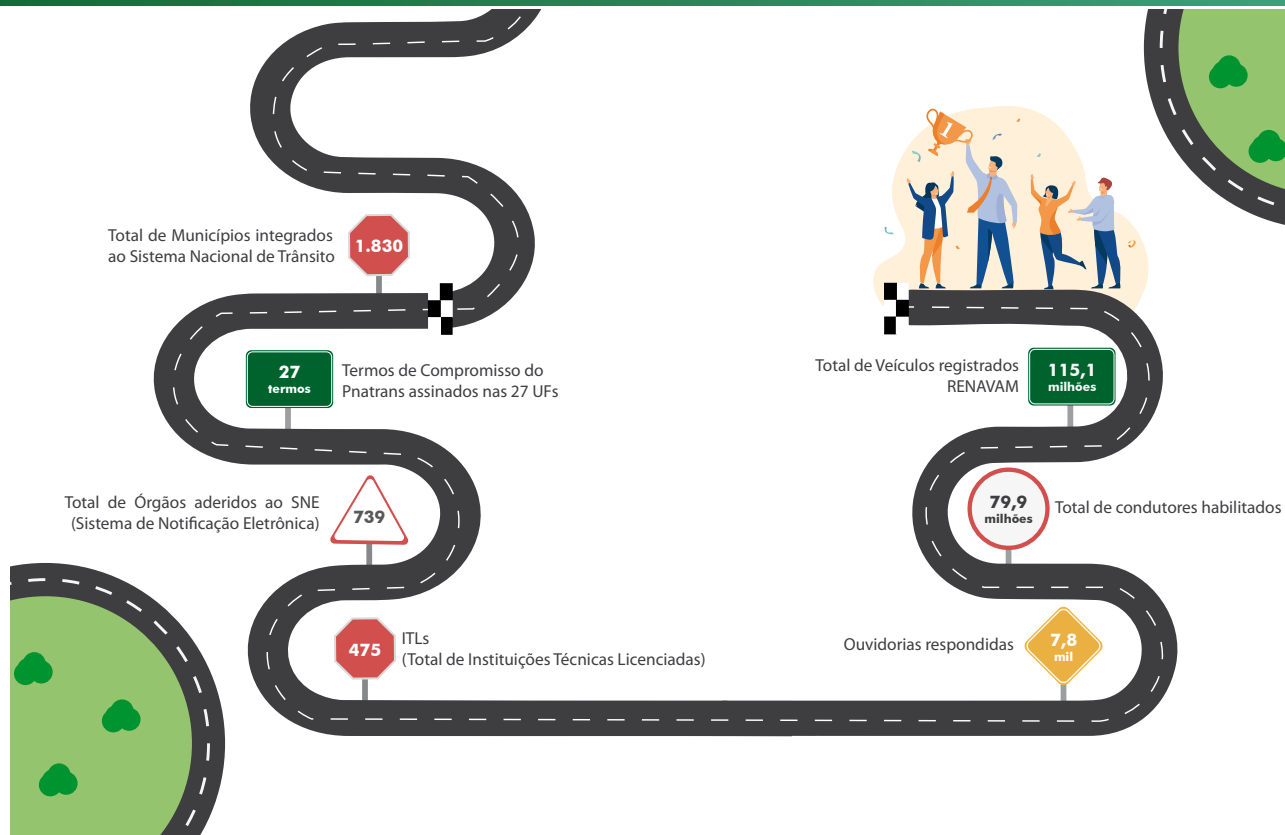 1
Total de Municípios integrados
ao Sistema Nacional de Trânsito
1.830
27
termos
Termos de Compromisso do
Pnatrans assinados nas 27 UFs
Total de Órgãos aderidos ao SNE
(Sistema de Notificação Eletrônica)
739
475
ITLs
(Total de Instituições Técnicas Licenciadas)
Ouvidorias respondidas
7,8
mil
79,9
milhões
Total de condutores habilitados
Total de Veículos registrados
RENAVAM
115,1
milhões